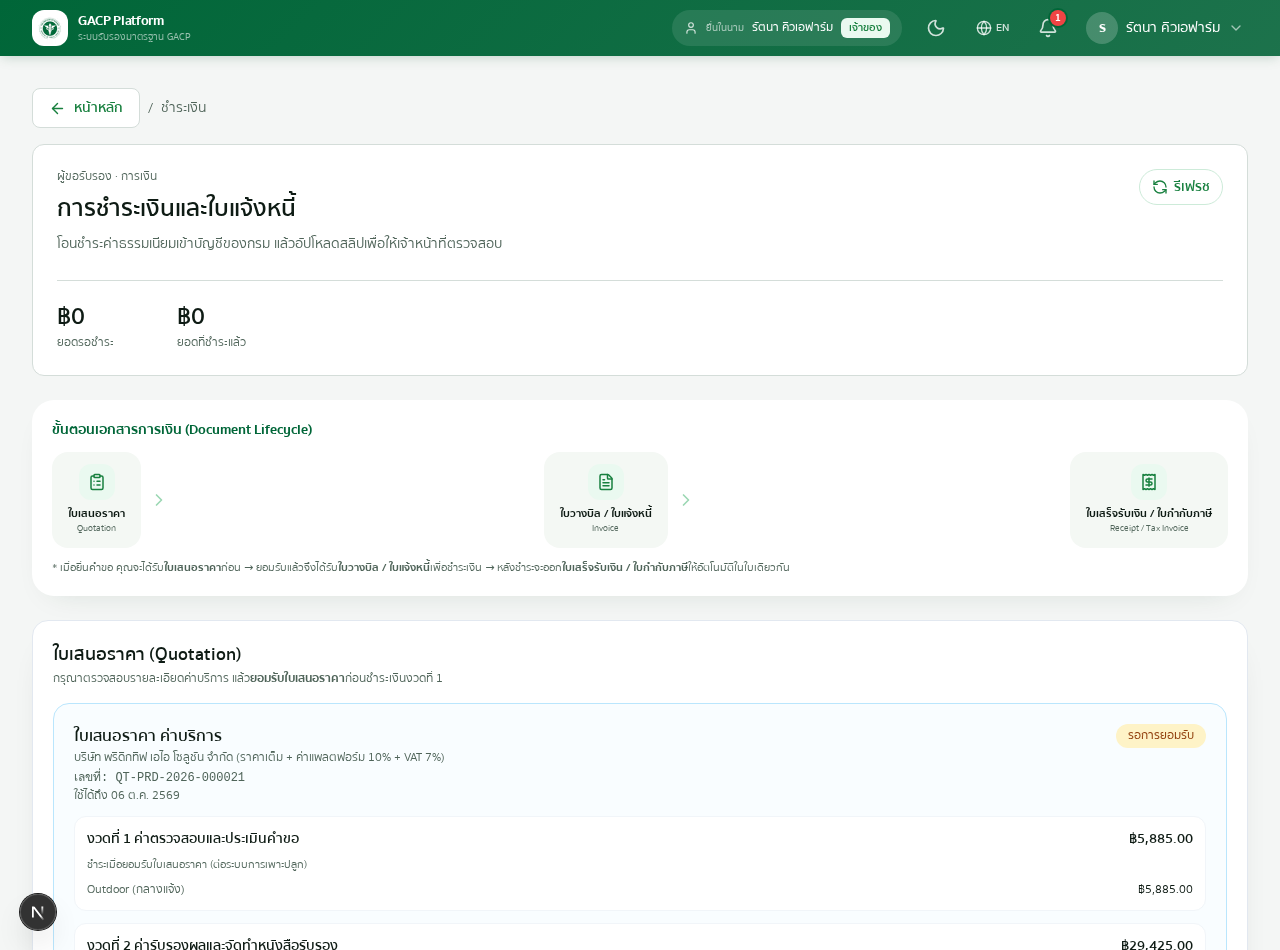 GACP Platform
ระบบรับรองมาตรฐาน GACP
ยื่นในนาม รัตนา คิวเอฟาร์ม เจ้าของ
EN
1
S รัตนา คิวเอฟาร์ม
หน้าหลัก / ชำระเงิน
ผู้ขอรับรอง · การเงิน
รีเฟรช
การชำระเงินและใบแจ้งหนี้
โอนชำระค่าธรรมเนียมเข้าบัญชีของกรม แล้วอัปโหลดสลิปเพื่อให้เจ้าหน้าที่ตรวจสอบ
฿0 ฿0
ยอดรอชำระ ยอดที่ชำระแล้ว
ขั้นตอนเอกสารการเงิน (Document Lifecycle)
ใบเสนอราคา ใบวางบิล / ใบแจ้งหนี้ ใบเสร็จรับเงิน / ใบกำกับภาษี
Quotation Invoice Receipt / Tax Invoice
* เมื่อยื่นคำขอ คุณจะได้รับใบเสนอราคาก่อน → ยอมรับแล้วจึงได้รับใบวางบิล / ใบแจ้งหนี้เพื่อชำระเงิน → หลังชำระจะออกใบเสร็จรับเงิน / ใบกำกับภาษีให้อัตโนมัติในใบเดียวกัน
ใบเสนอราคา (Quotation)
กรุณาตรวจสอบรายละเอียดค่าบริการ แล้วยอมรับใบเสนอราคาก่อนชำระเงินงวดที่ 1
ใบเสนอราคา ค่าบริการ รอการยอมรับ
บริษัท พรีดิกทิฟ เอไอ โซลูชัน จำกัด (ราคาเต็ม + ค่าแพลตฟอร์ม 10% + VAT 7%)
เลขที่: QT-PRD-2026-000021
ใช้ได้ถึง 06 ต.ค. 2569
งวดที่ 1 ค่าตรวจสอบและประเมินคำขอ ฿5,885.00
ชำระเมื่อยอมรับใบเสนอราคา (ต่อระบบการเพาะปลูก)
Outdoor (กลางแจ้ง) ฿5,885.00
งวดที่ 2 ค่ารับรองผลและจัดทำหนังสือรับรอง ฿29,425.00
N